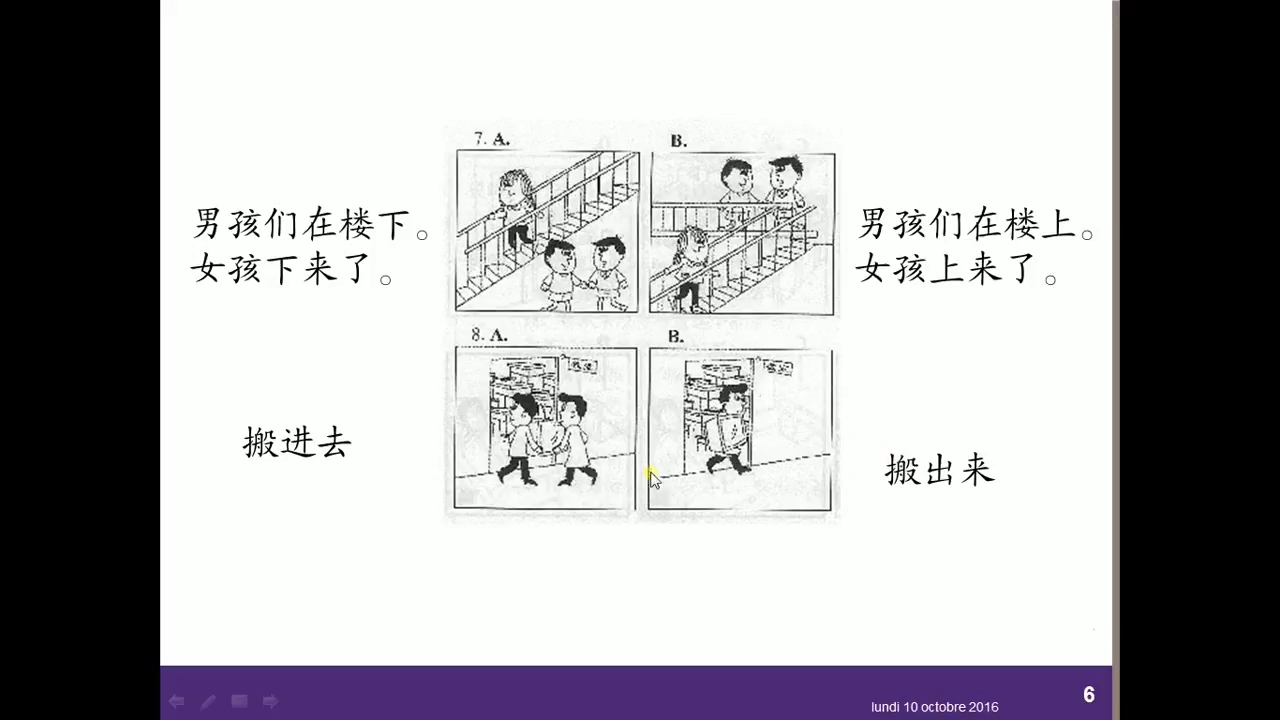 7. A.
B.
男孩们在楼下。
女孩下来了。
男孩们在楼上。
女孩上来了。
8. A.
B.
搬进去
搬出来
lundi 10 octobre 2016
6